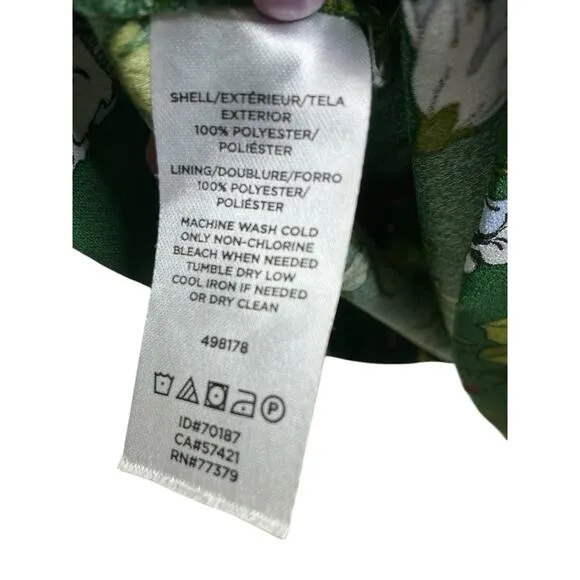 SHELL/EXTÉRIEUR/TELA
EXTERIOR
100% POLYESTER/
POLIÉSTER
LINING/DOUBLURE/FORRO
100% POLYESTER/
POLIÉSTER
MACHINE WASH COLD
ONLY NON-CHLORINE
BLEACH WHEN NEEDED
TUMBLE DRY LOW
COOL IRON IF NEEDED
OR DRY CLEAN
498178
P
ID#70187
CA#57421
RN#77379